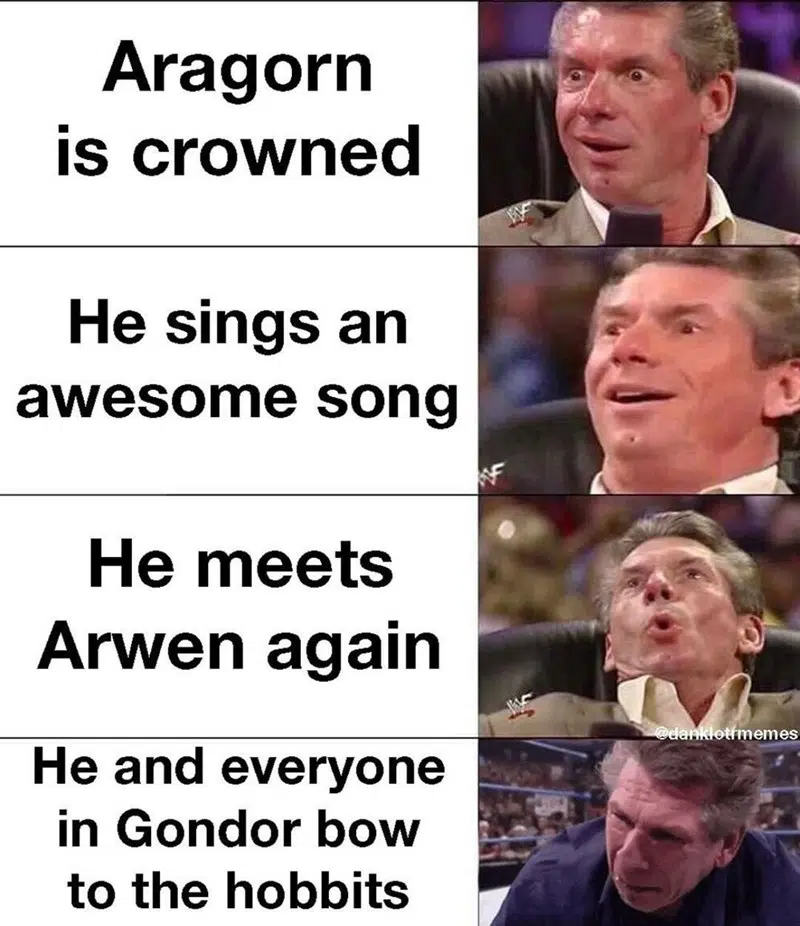 Aragorn
is crowned
He sings an
awesome song
He meets
Arwen again
@danklotrmemes
He and everyone
in Gondor bow
to the hobbits